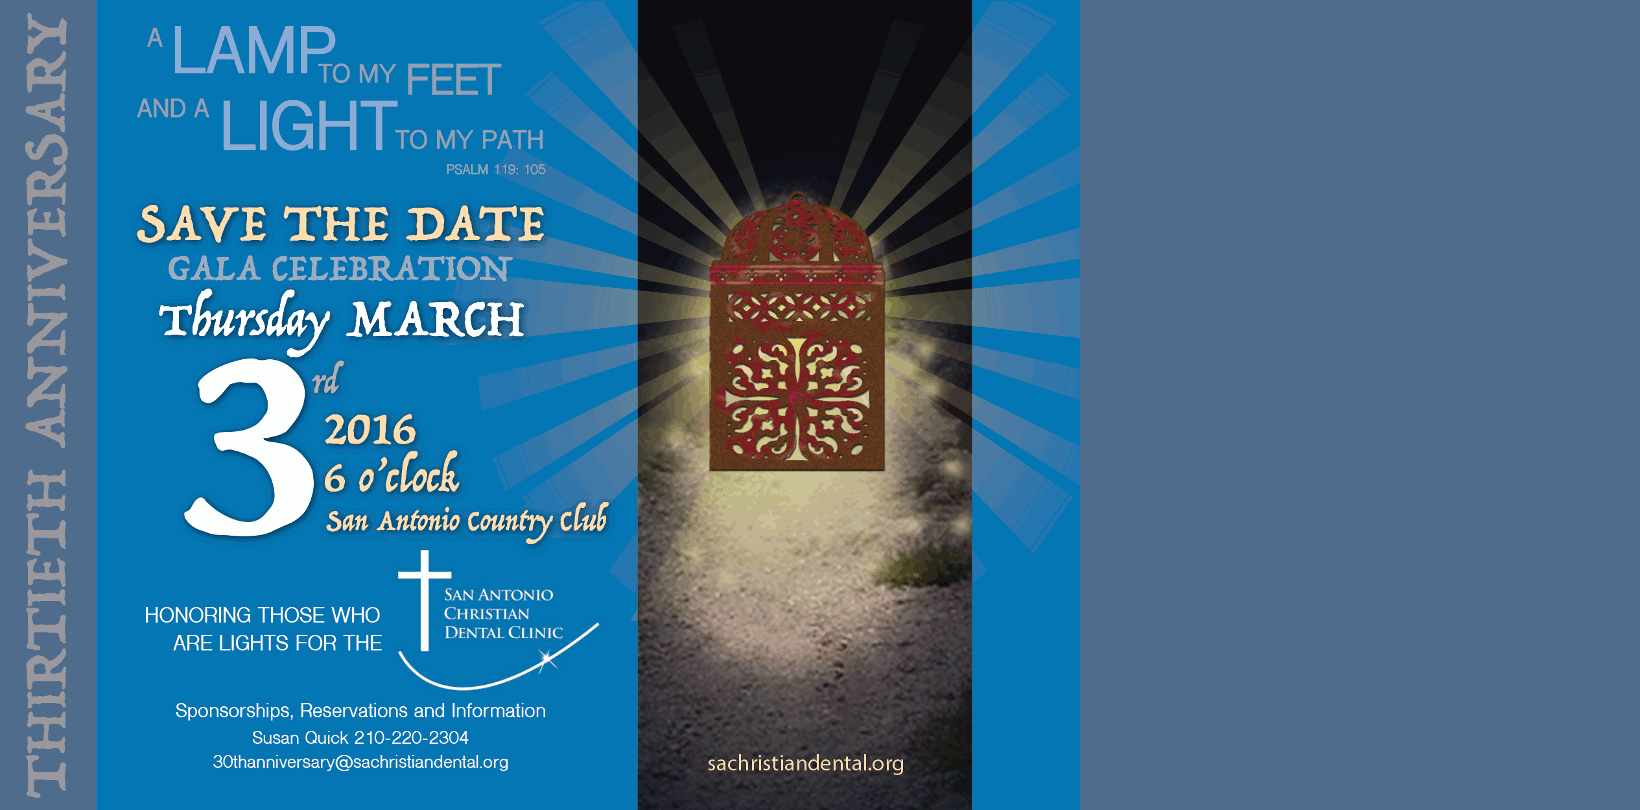 THIRTIETH ANNIVERSARY
A LAMP TO MY FEET
AND A LIGHT TO MY PATH
PSALM 119: 105
SAVE THE DATE
GALA CELEBRATION
Thursday MARCH
3rd
2016
6 o'clock
San Antonio Country Club
HONORING THOSE WHO
ARE LIGHTS FOR THE
SAN ANTONIO
CHRISTIAN
DENTAL CLINIC
Sponsorships, Reservations and Information
Susan Quick 210-220-2304
30thanniversary@sachristiandental.org
sachristiandental.org